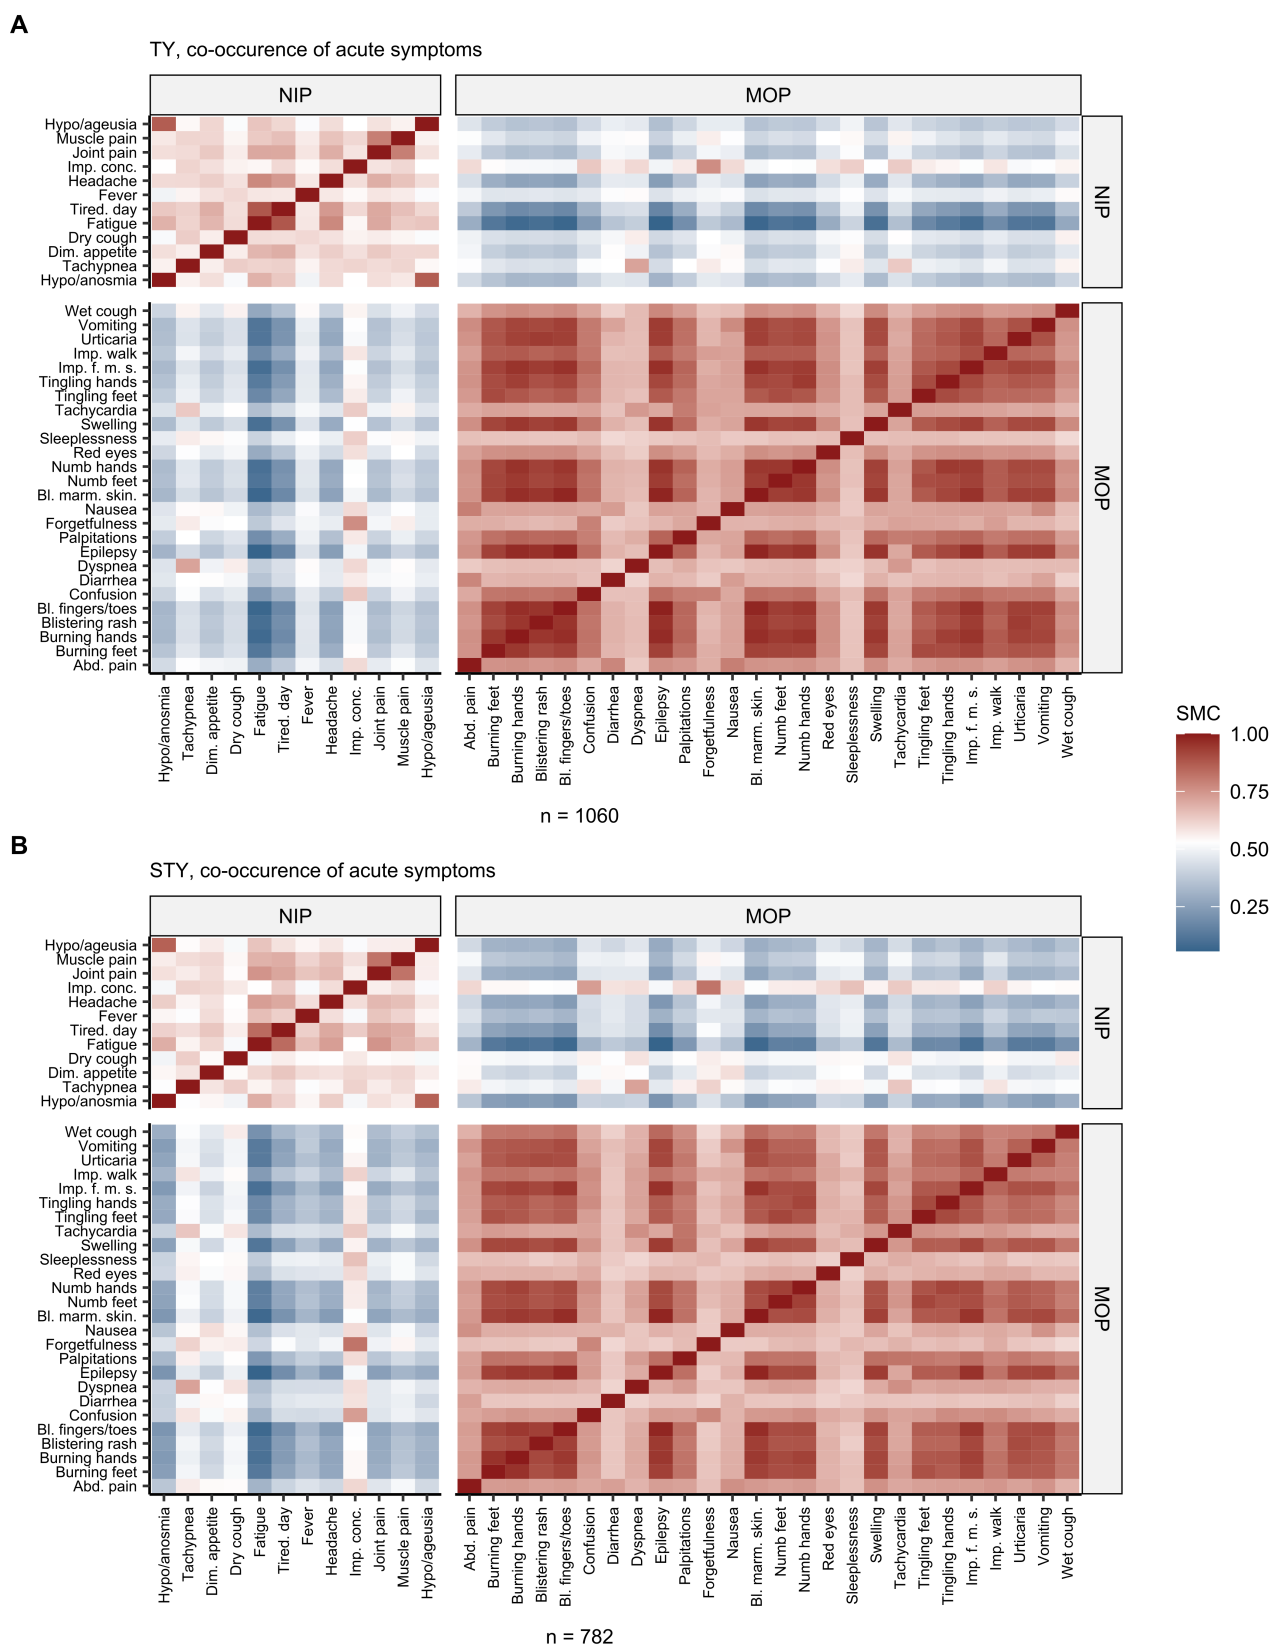 A
TY, co-occurence of acute symptoms
NIP
MOP
Hypo/ageusia
Muscle pain
Joint pain
Imp. conc.
Headache
Fever
Tired. day
Fatigue
Dry cough
Dim. appetite
Tachypnea
Hypo/anosmia
NIP
Wet cough
Vomiting
Urticaria
Imp. walk
Imp. f. m. s.
Tingling hands
Tingling feet
Tachycardia
Swelling
Sleeplessness
Red eyes
Numb hands
Numb feet
Bl. marm. skin.
Nausea
Forgetfulness
Palpitations
Epilepsy
Dyspnea
Diarrhea
Confusion
Bl. fingers/toes
Blistering rash
Burning hands
Burning feet
Abd. pain
MOP
Hypo/anosmia
Tachypnea
Dim. appetite
Dry cough
Fatigue
Tired. day
Fever
Headache
Imp. conc.
Joint pain
Muscle pain
Hypo/ageusia
Abd. pain
Burning feet
Burning hands
Blistering rash
Bl. fingers/toes
Confusion
Diarrhea
Dyspnea
Epilepsy
Palpitations
Forgetfulness
Nausea
Bl. marm. skin.
Numb feet
Numb hands
Red eyes
Sleeplessness
Swelling
Tachycardia
Tingling feet
Tingling hands
Imp. f. m. s.
Imp. walk
Urticaria
Vomiting
Wet cough
n = 1060
SMC
1.00
0.75
0.50
0.25
B
STY, co-occurence of acute symptoms
NIP
MOP
Hypo/ageusia
Muscle pain
Joint pain
Imp. conc.
Headache
Fever
Tired. day
Fatigue
Dry cough
Dim. appetite
Tachypnea
Hypo/anosmia
NIP
Wet cough
Vomiting
Urticaria
Imp. walk
Imp. f. m. s.
Tingling hands
Tingling feet
Tachycardia
Swelling
Sleeplessness
Red eyes
Numb hands
Numb feet
Bl. marm. skin.
Nausea
Forgetfulness
Palpitations
Epilepsy
Dyspnea
Diarrhea
Confusion
Bl. fingers/toes
Blistering rash
Burning hands
Burning feet
Abd. pain
MOP
Hypo/anosmia
Tachypnea
Dim. appetite
Dry cough
Fatigue
Tired. day
Fever
Headache
Imp. conc.
Joint pain
Muscle pain
Hypo/ageusia
Abd. pain
Burning feet
Burning hands
Blistering rash
Bl. fingers/toes
Confusion
Diarrhea
Dyspnea
Epilepsy
Palpitations
Forgetfulness
Nausea
Bl. marm. skin.
Numb feet
Numb hands
Red eyes
Sleeplessness
Swelling
Tachycardia
Tingling feet
Tingling hands
Imp. f. m. s.
Imp. walk
Urticaria
Vomiting
Wet cough
n = 782